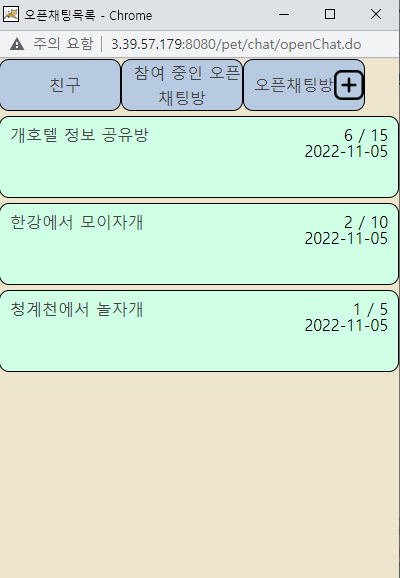 오픈채팅목록 - Chrome
주의 요함 | 3.39.57.179:8080/pet/chat/openChat.do
친구
참여 중인 오픈
채팅방
오픈채팅방
개호텔 정보 공유방
6 / 15
2022-11-05
한강에서 모이자개
2 / 10
2022-11-05
청계천에서 놀자개
1 / 5
2022-11-05